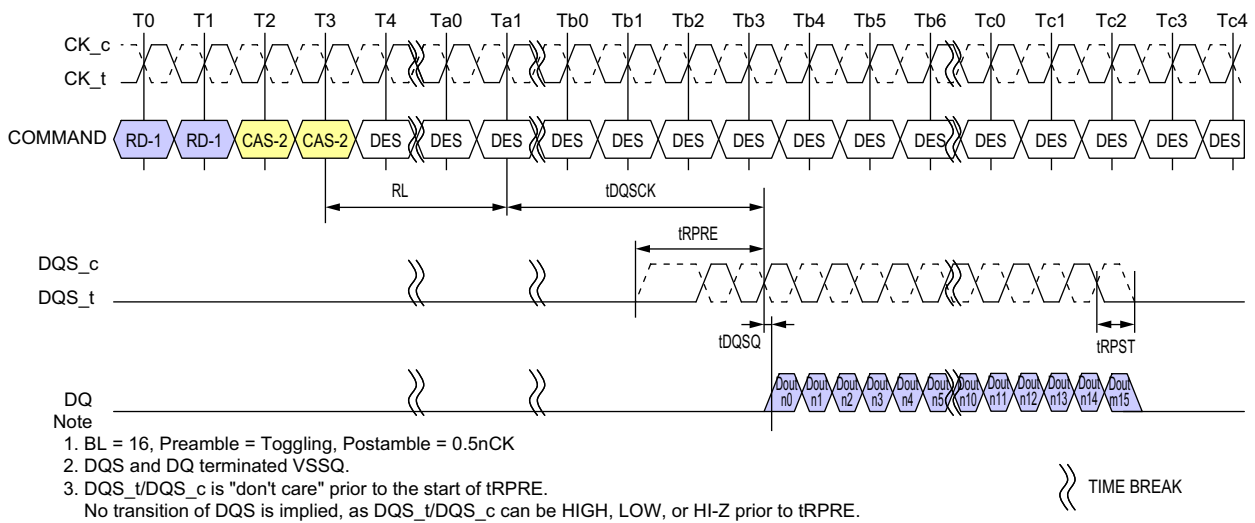 T0 T1 T2 T3 T4 Ta0 Ta1 Tb0 Tb1 Tb2 Tb3 Tb4 Tb5 Tb6 Tc0 Tc1 Tc2 Tc3 Tc4
CK_c
CK_t
COMMAND RD-1 RD-1 CAS-2 CAS-2 DES DES DES DES DES DES DES DES DES DES DES DES DES DES DES
RL tDQSCK
tRPRE
DQS_c
DQS_t
tDQSQ tRPST
DQ Dout n0 Dout n1 Dout n2 Dout n3 Dout n4 Dout n5 Dout n10 Dout n11 Dout n12 Dout n13 Dout n14 Dout m15
Note
1. BL = 16, Preamble = Toggling, Postamble = 0.5nCK
2. DQS and DQ terminated VSSQ.
3. DQS_t/DQS_c is "don't care" prior to the start of tRPRE.
No transition of DQS is implied, as DQS_t/DQS_c can be HIGH, LOW, or HI-Z prior to tRPRE.
TIME BREAK